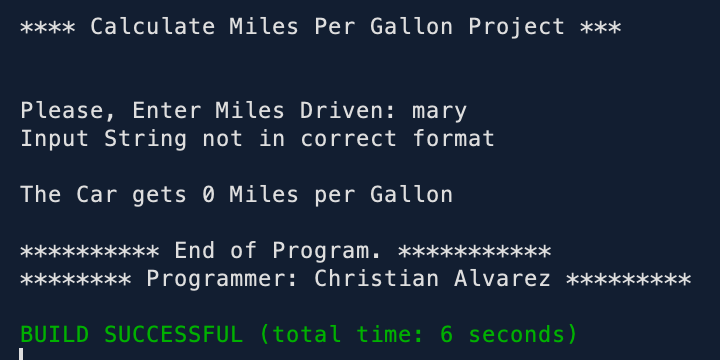 **** Calculate Miles Per Gallon Project ***
Please, Enter Miles Driven: mary
Input String not in correct format
The Car gets 0 Miles per Gallon
********** End of Program. ***********
******** Programmer: Christian Alvarez *********
BUILD SUCCESSFUL (total time: 6 seconds)